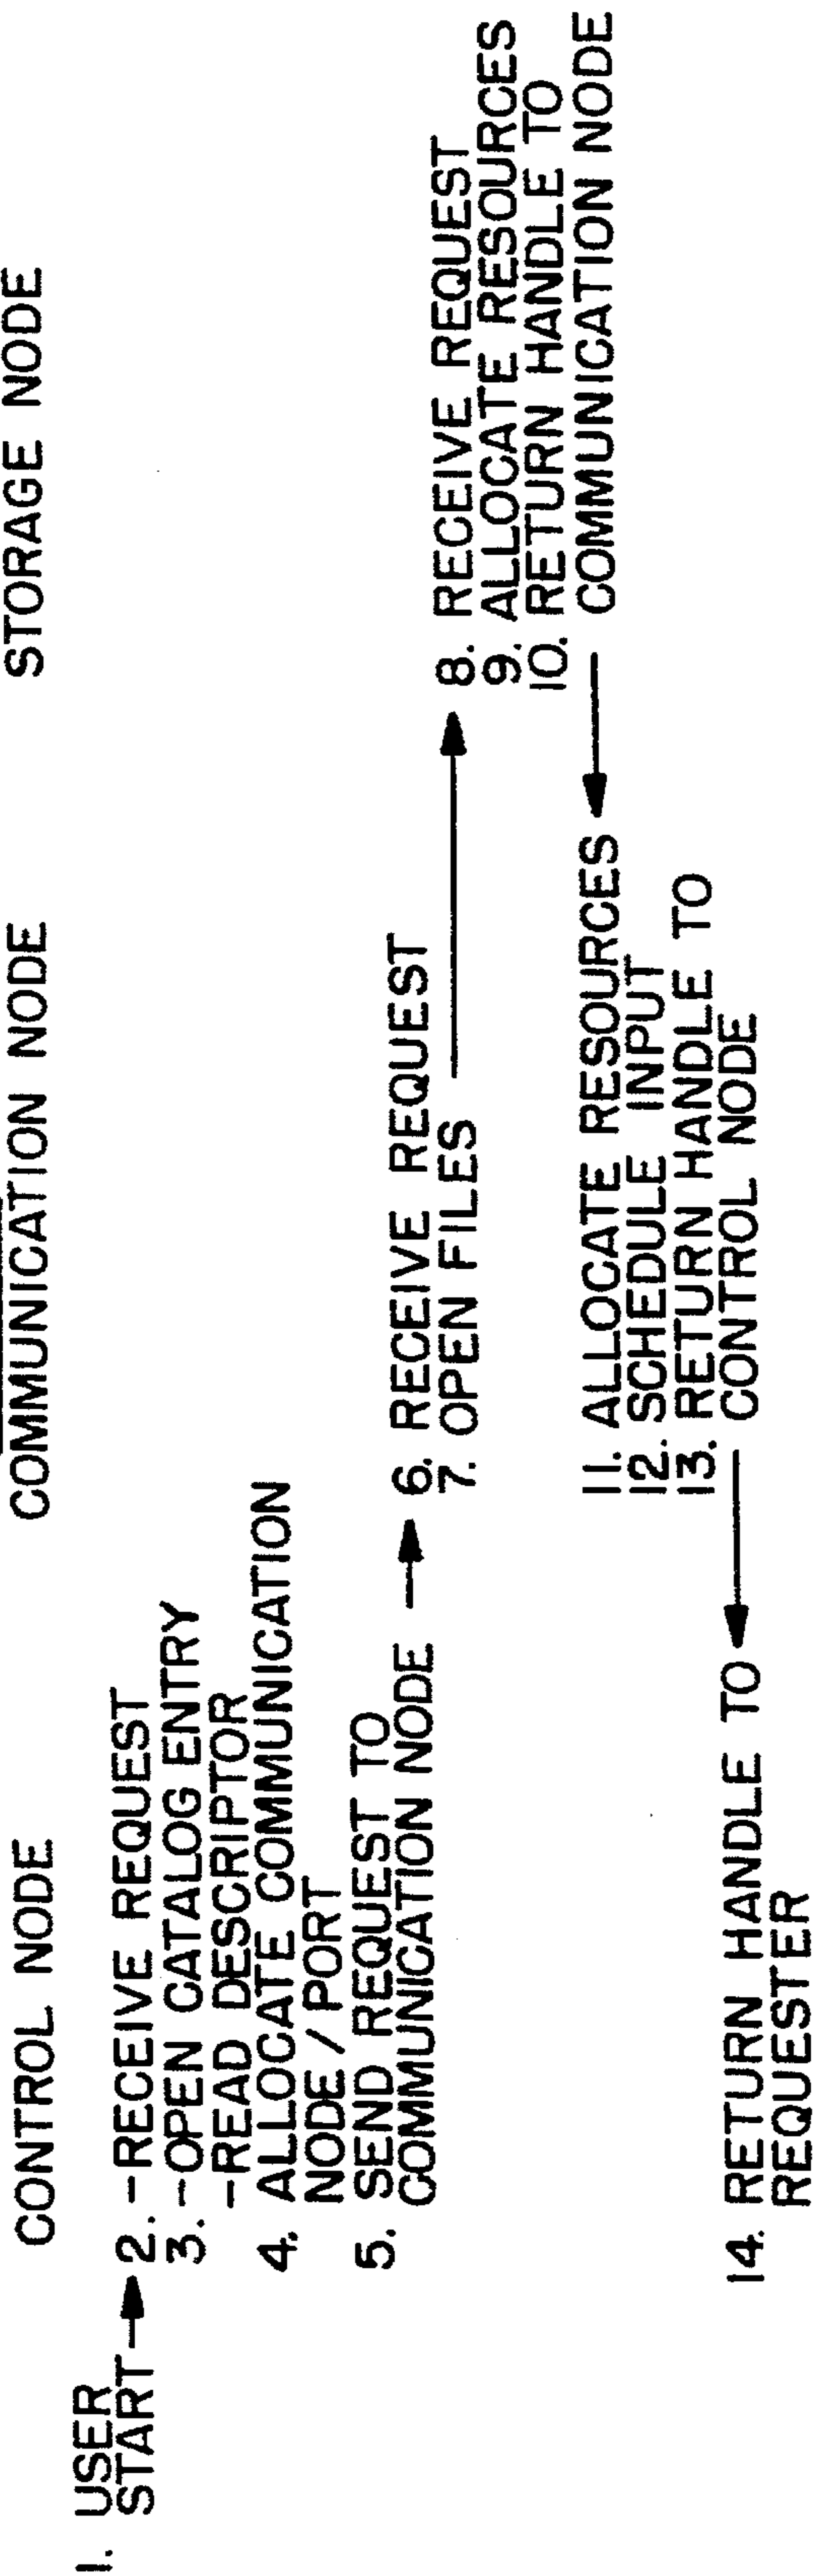 CONTROL NODE
COMMUNICATION NODE
STORAGE NODE
1. USER
START
2. -RECEIVE REQUEST
3. -OPEN CATALOG ENTRY
-READ DESCRIPTOR
4. ALLOCATE COMMUNICATION
NODE / PORT
5. SEND REQUEST TO
COMMUNICATION NODE
6. RECEIVE REQUEST
7. OPEN FILES
8. RECEIVE REQUEST
9. ALLOCATE RESOURCES
10. RETURN HANDLE TO
COMMUNICATION NODE
11. ALLOCATE RESOURCES
12. SCHEDULE INPUT
13. RETURN HANDLE TO
CONTROL NODE
14. RETURN HANDLE TO
REQUESTER